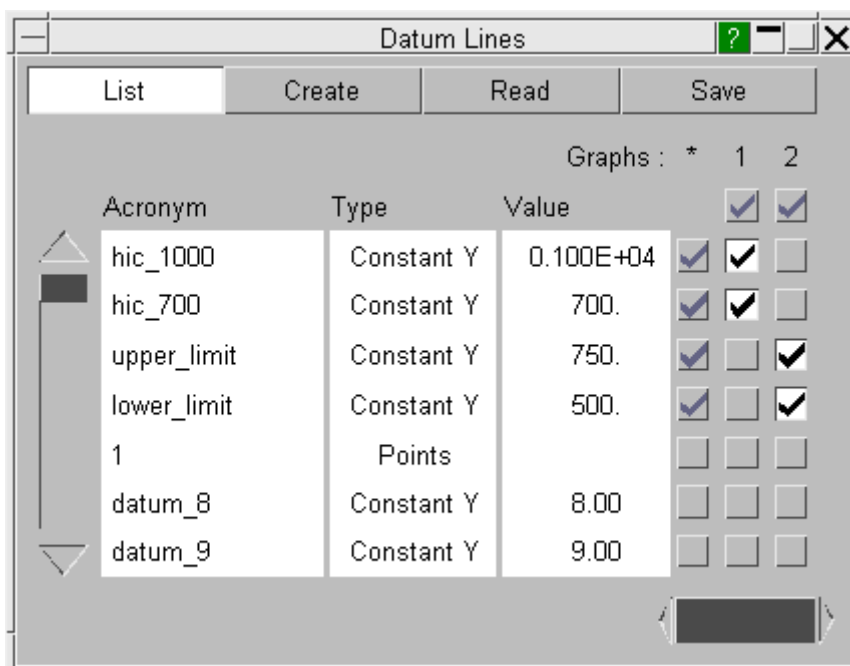 Datum Lines ?
List Create Read Save
Graphs : * 1 2
Acronym Type Value
hic_1000 Constant Y 0.100E+04
hic_700 Constant Y 700.
upper_limit Constant Y 750.
lower_limit Constant Y 500.
1 Points
datum_8 Constant Y 8.00
datum_9 Constant Y 9.00